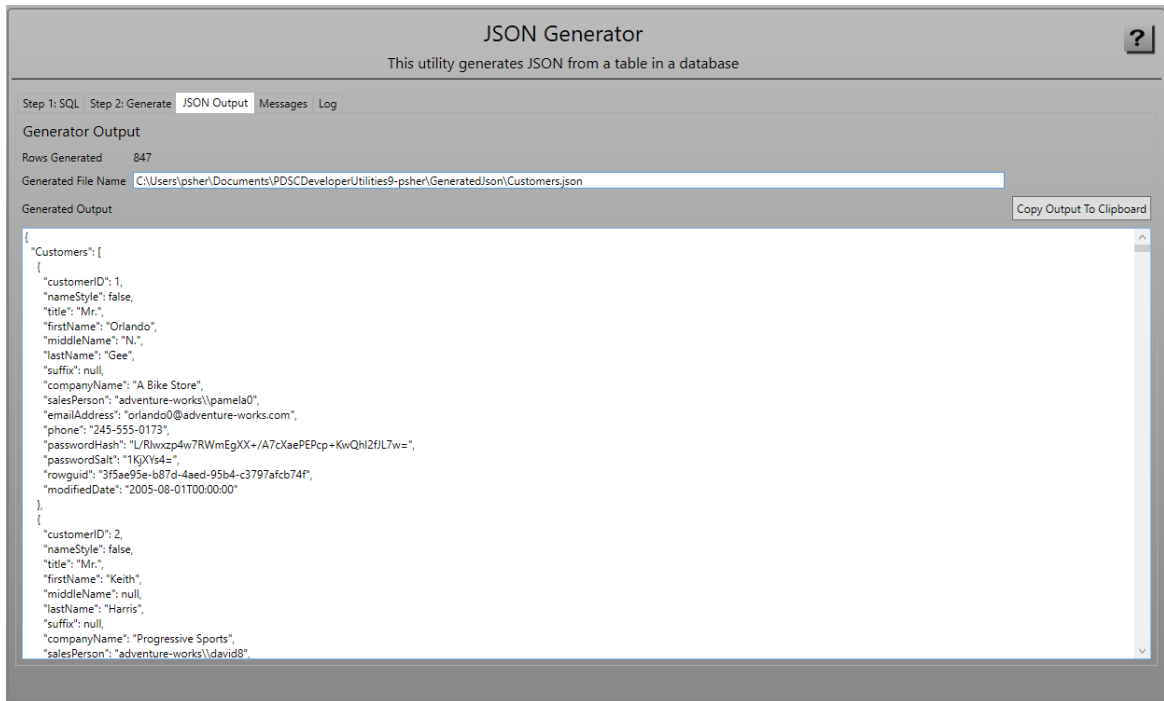 JSON Generator
?
This utility generates JSON from a table in a database
Step 1: SQL Step 2: Generate JSON Output Messages Log
Generator Output
Rows Generated 847
Generated File Name C:\Users\psher\Documents\PDSCDeveloperUtilities9-psher\GeneratedJson\Customers.json
Generated Output Copy Output To Clipboard
{
"Customers": [
{
"customerID": 1,
"nameStyle": false,
"title": "Mr.",
"firstName": "Orlando",
"middleName": "N.",
"lastName": "Gee",
"suffix": null,
"companyName": "A Bike Store",
"salesPerson": "adventure-works\\pamela0",
"emailAddress": "orlando0@adventure-works.com",
"phone": "245-555-0173",
"passwordHash": "L/Rlwxzp4w7RWmEgXX+/A7cXaePEPcp+KwQhl2fJL7w=",
"passwordSalt": "1KjXYs4=",
"rowguid": "3f5ae95e-b87d-4aed-95b4-c3797afcb74f",
"modifiedDate": "2005-08-01T00:00:00"
},
{
"customerID": 2,
"nameStyle": false,
"title": "Mr.",
"firstName": "Keith",
"middleName": null,
"lastName": "Harris",
"suffix": null,
"companyName": "Progressive Sports",
"salesPerson": "adventure-works\\david8",